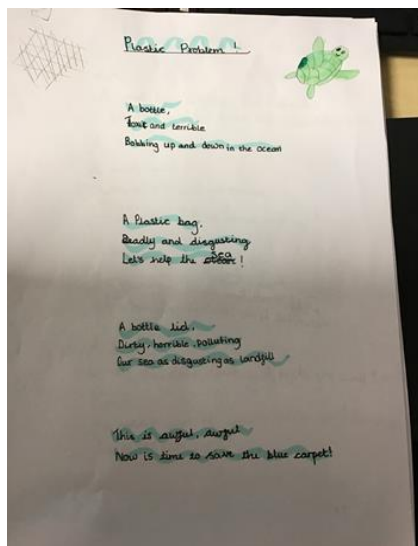 Plastic Problem!
A bottle,
Toxic and terrible
Bobbing up and down in the ocean
A Plastic bag,
Deadly and disgusting
Let's help the sea!
A bottle lid,
Dirty, horrible, polluting
Our sea as disgusting as landfill
This is awful, awful
Now is time to save the blue carpet!